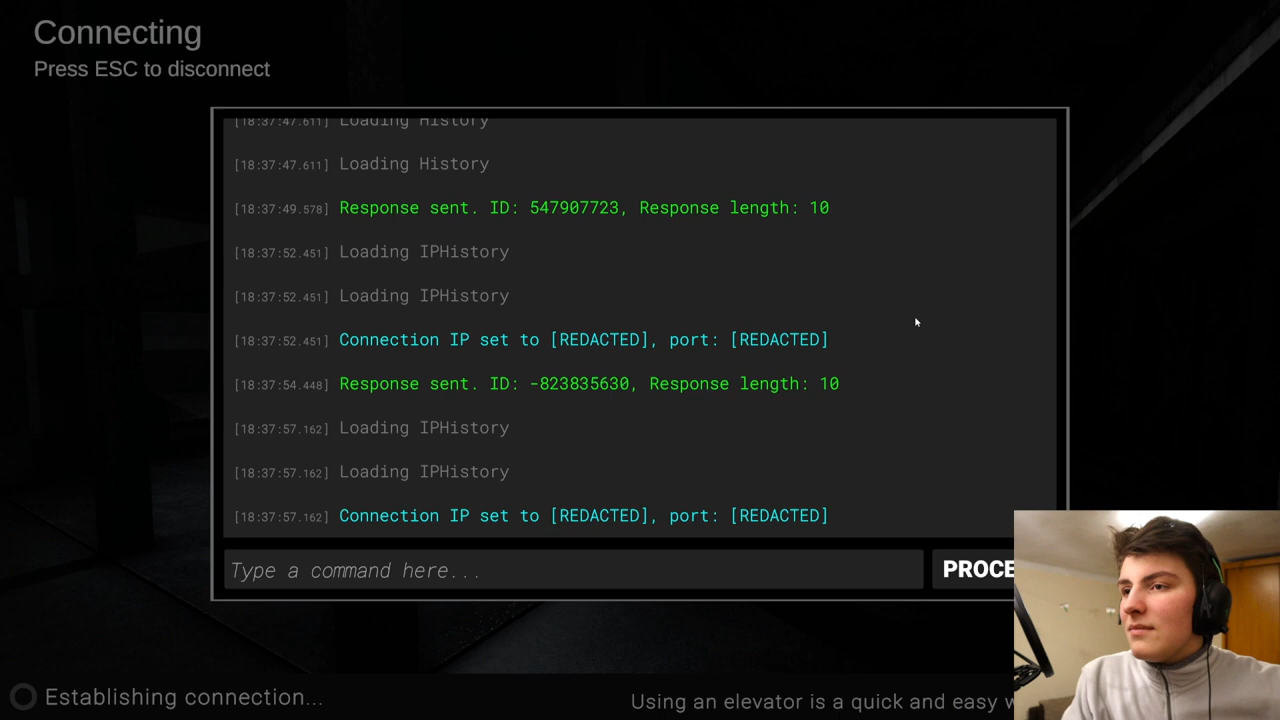 Connecting
Press ESC to disconnect
[18:37:47.611] Loading History
[18:37:47.611] Loading History
[18:37:49.578] Response sent. ID: 547907723, Response length: 10
[18:37:52.451] Loading IPHistory
[18:37:52.451] Loading IPHistory
[18:37:52.451] Connection IP set to [REDACTED], port: [REDACTED]
[18:37:54.448] Response sent. ID: -823835630, Response length: 10
[18:37:57.162] Loading IPHistory
[18:37:57.162] Loading IPHistory
[18:37:57.162] Connection IP set to [REDACTED], port: [REDACTED]
Type a command here... PROCE
Establishing connection... Using an elevator is a quick and easy w